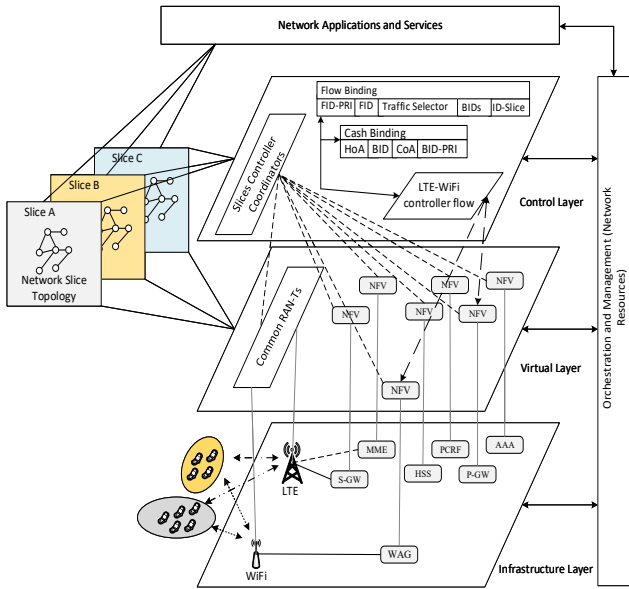 Network Applications and Services
Flow Binding
FID-PRI FID Traffic Selector BIDs ID-Slice
Cash Binding
HoA BID CoA BID-PRI
Slices Controller
Coordinators
LTE-WiFi
controller flow
Control Layer
Slice C
Slice B
Slice A
Network Slice
Topology
Orchestration and Management (Network
Resources)
Common RAN-Ts
NFV
NFV
NFV
NFV
NFV
NFV
NFV
NFV
Virtual Layer
MME
PCRF
AAA
S-GW
HSS
P-GW
LTE
WAG
WiFi
Infrastructure Layer